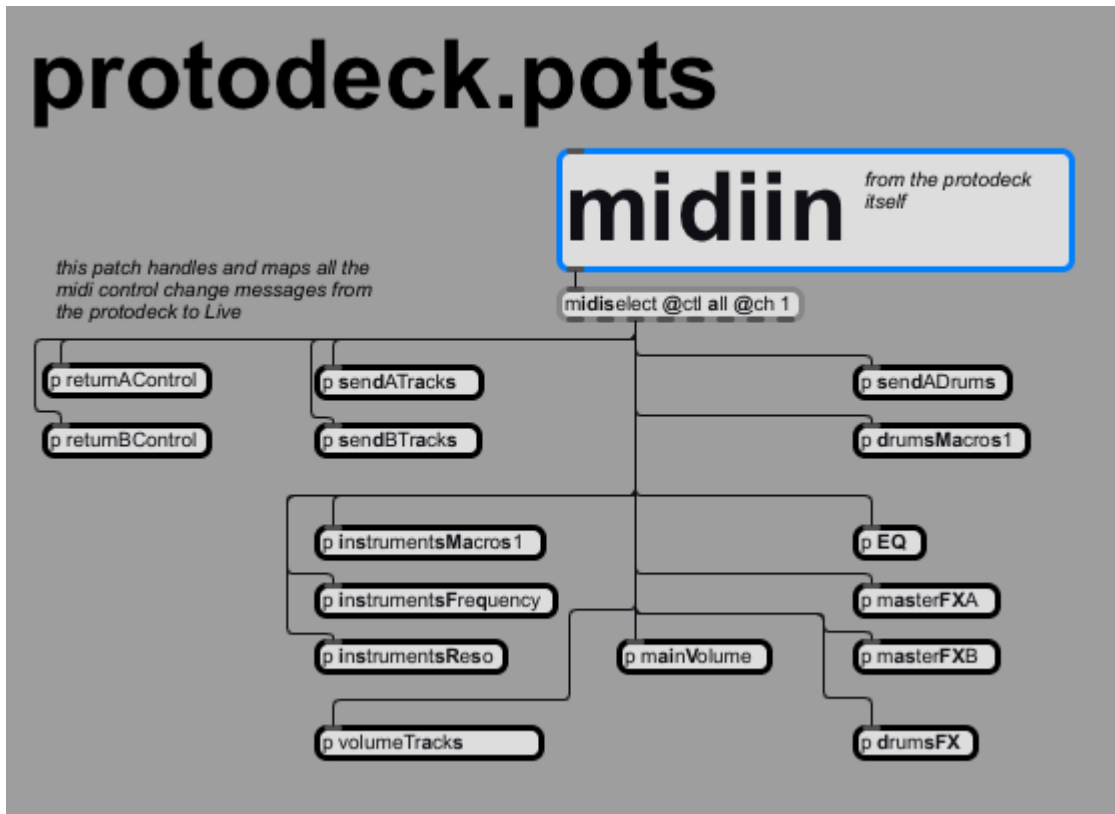 protodeck.pots
midiin
from the protodeck
itself
this patch handles and maps all the
midi control change messages from
the protodeck to Live
midiselect @ctl all @ch 1
p returnAControl
p sendATracks
p sendADrums
p returnBControl
p sendBTracks
p drumsMacros1
p instrumentsMacros1
p EQ
p instrumentsFrequency
p masterFXA
p instrumentsReso
p mainVolume
p masterFXB
p volumeTracks
p drumsFX